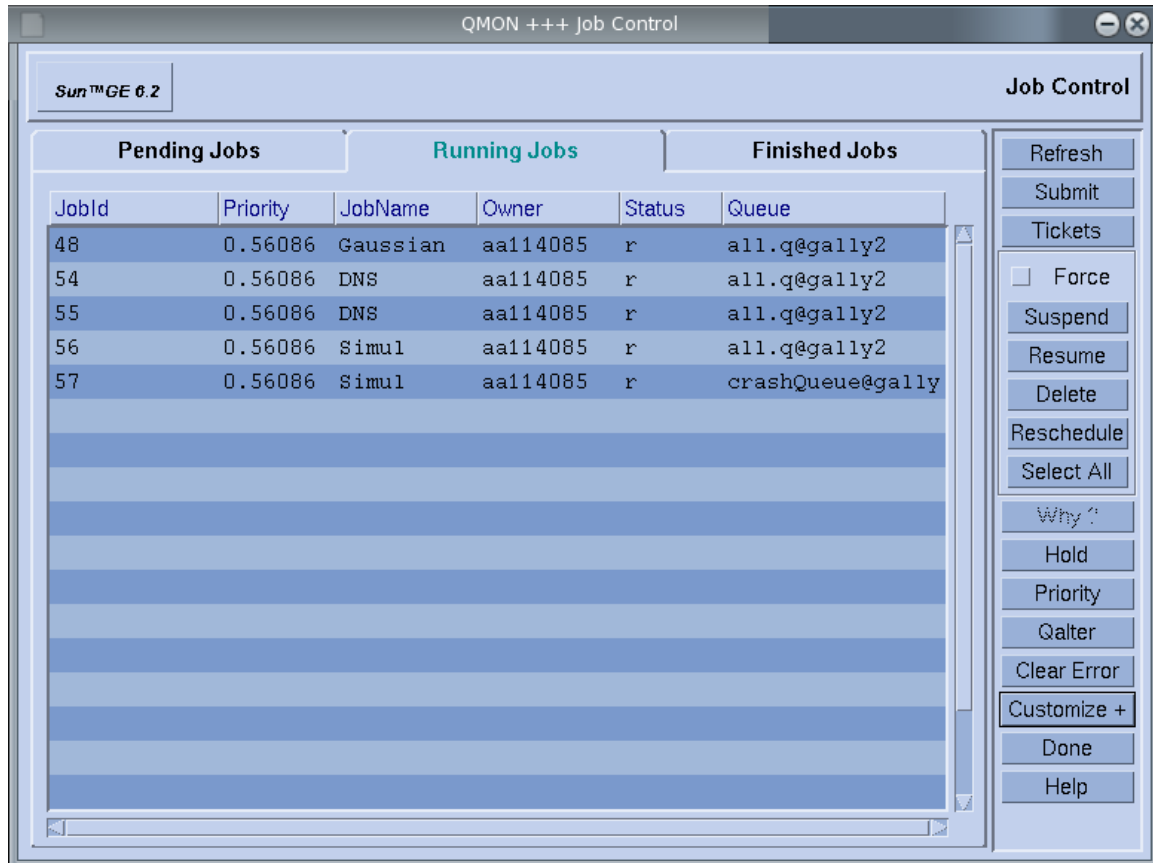 QMON +++ Job Control
Sun™GE 6.2
Job Control
Pending Jobs Running Jobs Finished Jobs
JobId Priority JobName Owner Status Queue
48 0.56086 Gaussian aa114085 r all.q@gally2
54 0.56086 DNS aa114085 r all.q@gally2
55 0.56086 DNS aa114085 r all.q@gally2
56 0.56086 Simul aa114085 r all.q@gally2
57 0.56086 Simul aa114085 r crashQueue@gally
Refresh
Submit
Tickets
Force
Suspend
Resume
Delete
Reschedule
Select All
Why ?
Hold
Priority
Qalter
Clear Error
Customize +
Done
Help